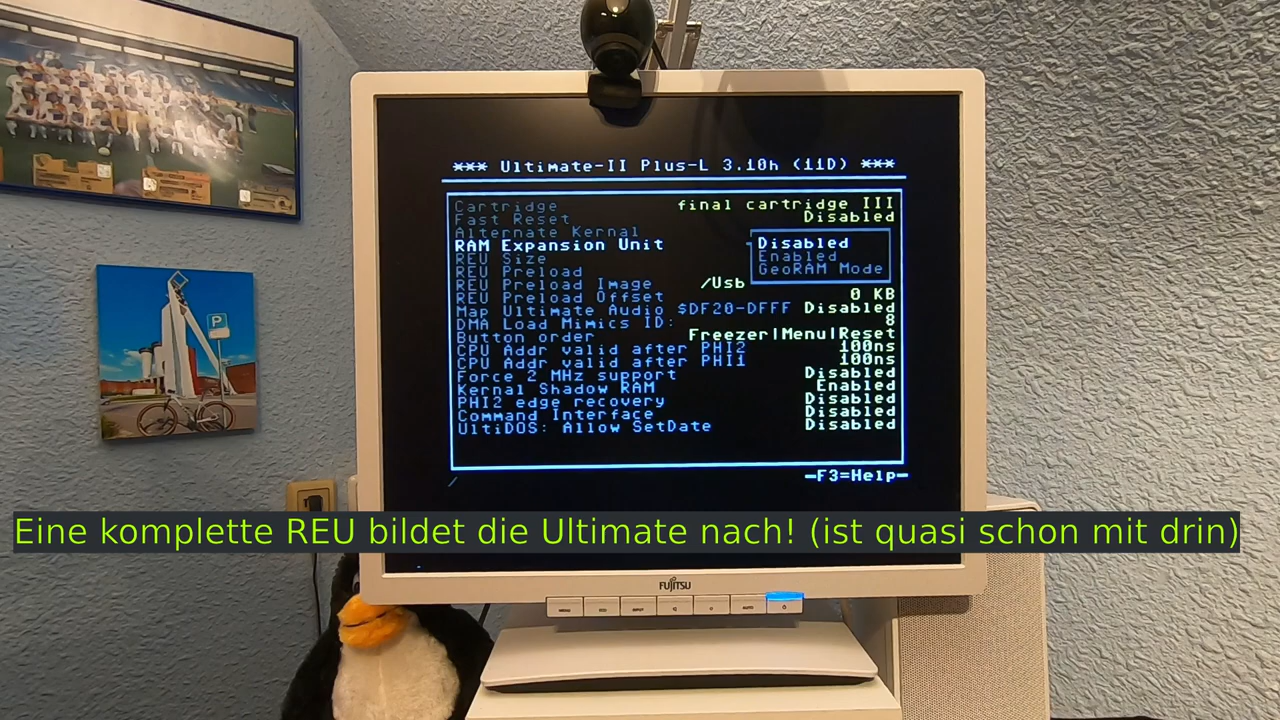 *** Ultimate-II Plus-L 3.10h (11D) ***
Cartridge final cartridge III
Fast Reset Disabled
Alternate Kernal
RAM Expansion Unit Disabled
REU Size Enabled
REU Preload GeoRAM Mode
REU Preload Image /Usb
REU Preload Offset 0 KB
Map Ultimate Audio $DF20-DFFF Disabled
DMA Load Mimics ID: 8
Button order Freezer|Menu|Reset
CPU Addr valid after PHI2 100ns
CPU Addr valid after PHI1 100ns
Force 2 MHz support Disabled
Kernal Shadow RAM Enabled
PHI2 edge recovery Disabled
Command Interface Disabled
UltiDOS: Allow SetDate Disabled
F3=Help
Eine komplette REU bildet die Ultimate nach! (ist quasi schon mit drin)
FUJITSU
MENU
INPUT
AUTO
P